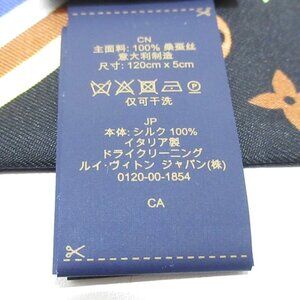 CN
主面料: 100% 桑蚕丝
意大利制造
尺寸: 120cm x 5cm
仅可干洗
JP
本体: シルク 100%
イタリア製
ドライクリーニング
ルイ・ヴィトン ジャパン(株)
0120-00-1854
CA